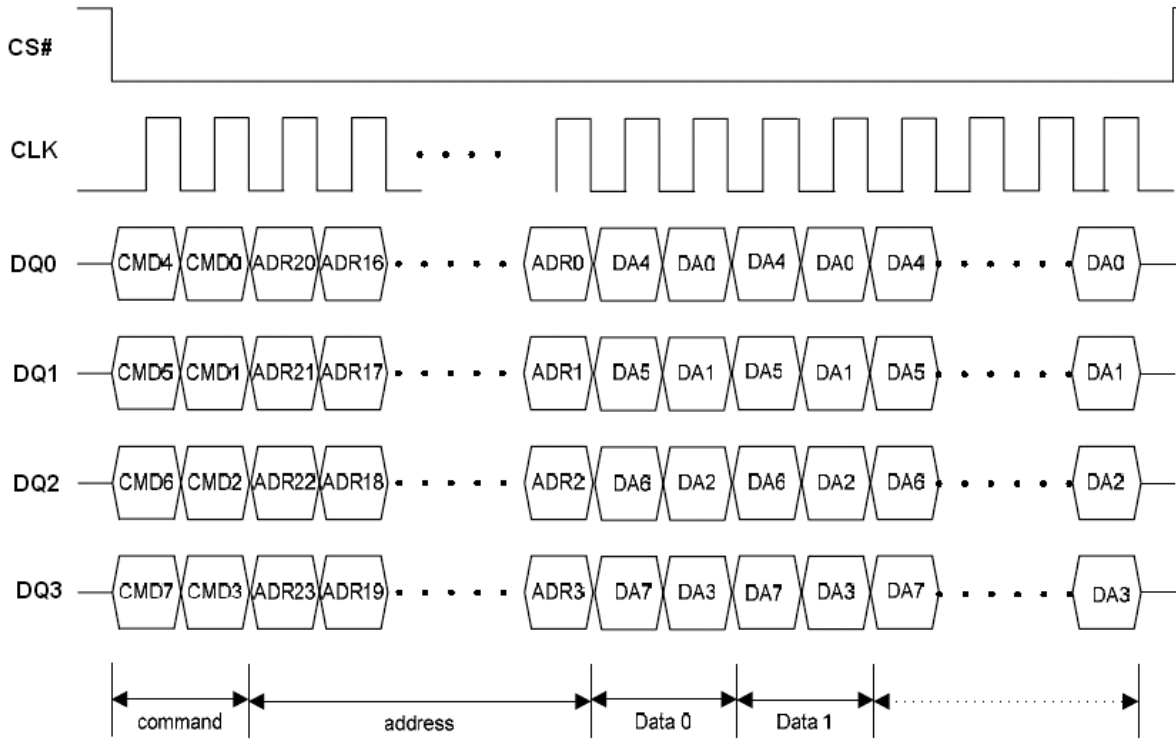 CS#
CLK
DQ0 CMD4 CMD0 ADR20 ADR16 ADR0 DA4 DA0 DA4 DA0 DA4 DA0
DQ1 CMD5 CMD1 ADR21 ADR17 ADR1 DA5 DA1 DA5 DA1 DA5 DA1
DQ2 CMD6 CMD2 ADR22 ADR18 ADR2 DA6 DA2 DA6 DA2 DA6 DA2
DQ3 CMD7 CMD3 ADR23 ADR19 ADR3 DA7 DA3 DA7 DA3 DA7 DA3
command address Data 0 Data 1